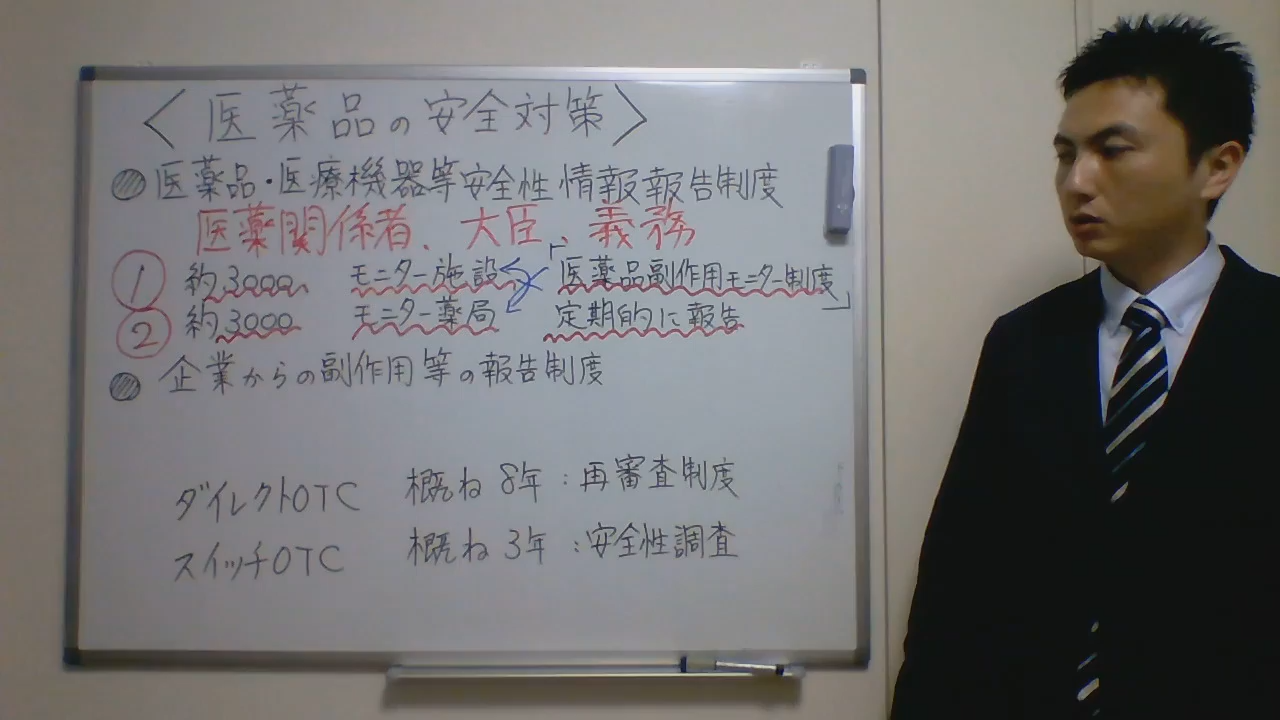 〈医薬品の安全対策〉
医薬品・医療機器等安全性情報報告制度
医薬関係者、大臣、義務
① 約3000 モニター施設 「医薬品副作用モニター制度」
② 約3000 モニター薬局 定期的に報告
企業からの副作用等の報告制度
ダイレクトOTC 概ね8年:再審査制度
スイッチOTC 概ね3年:安全性調査